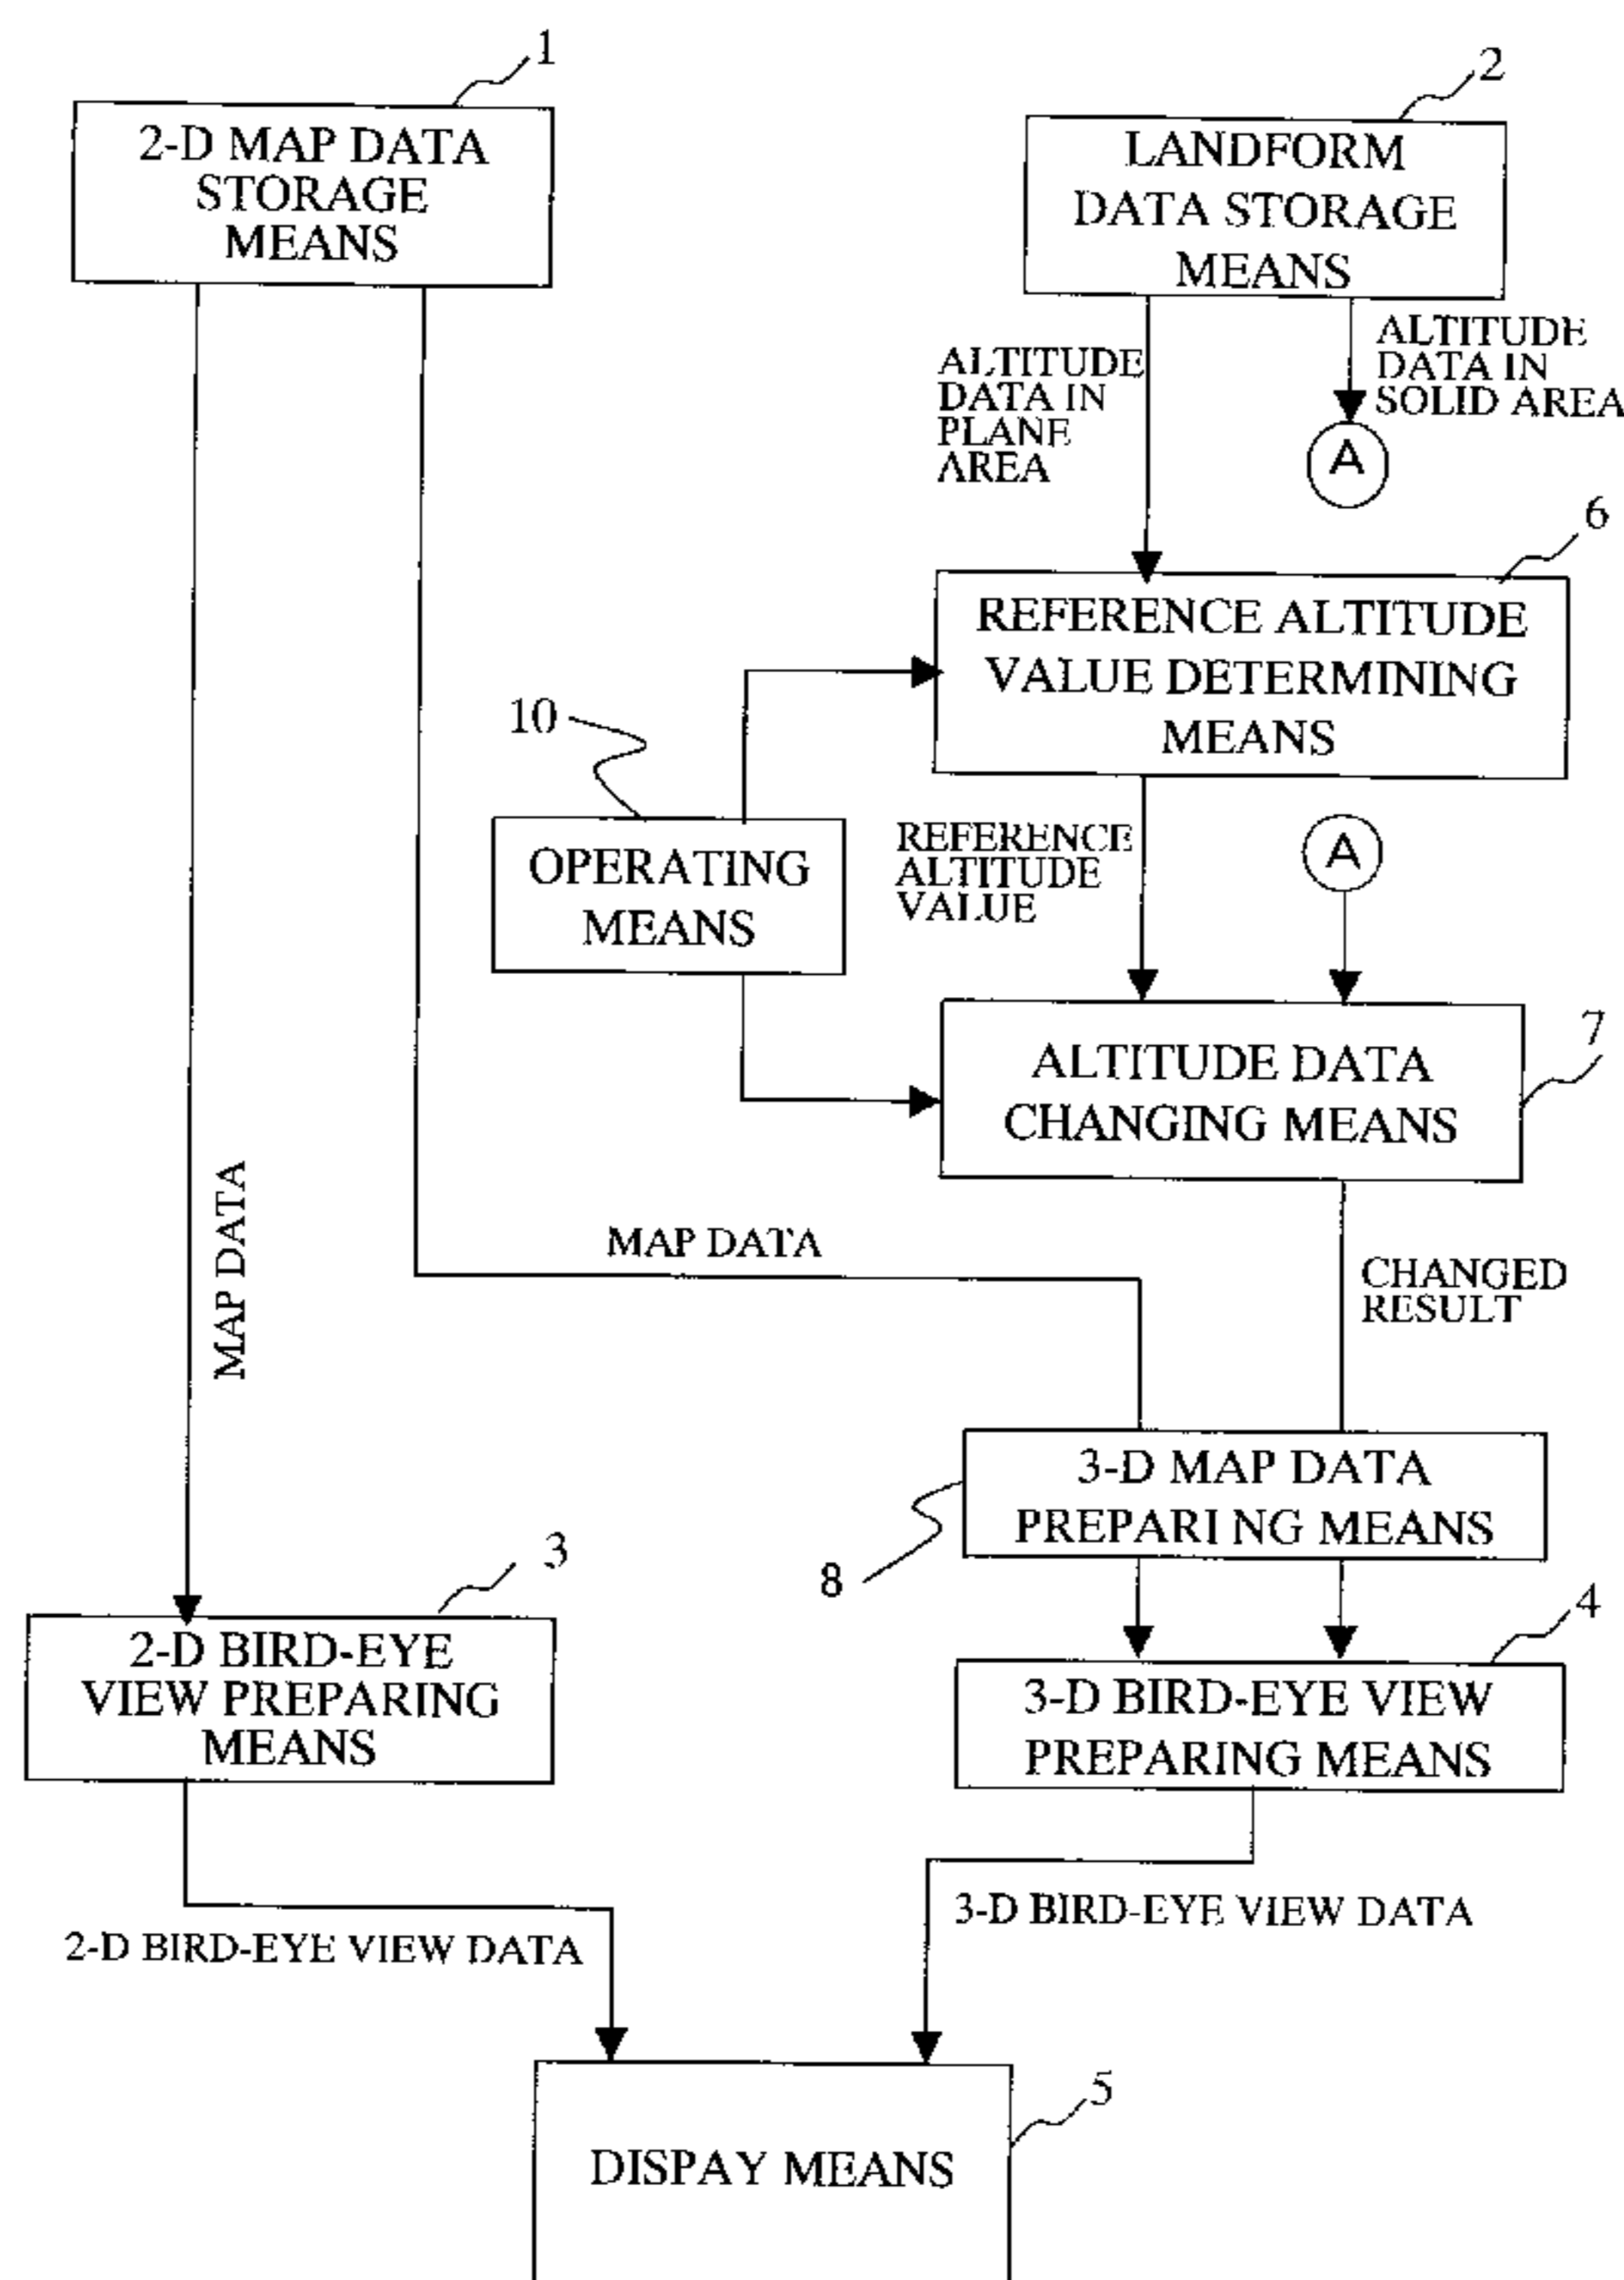 1
2-D MAP DATA
STORAGE
MEANS
2
LANDFORM
DATA STORAGE
MEANS
ALTITUDE
DATA IN
PLANE
AREA
ALTITUDE
DATA IN
SOLID AREA
A
6
REFERENCE ALTITUDE
VALUE DETERMINING
MEANS
10
OPERATING
MEANS
REFERENCE
ALTITUDE
VALUE
A
7
ALTITUDE DATA
CHANGING MEANS
MAP DATA
MAP DATA
CHANGED
RESULT
8
3-D MAP DATA
PREPARI NG MEANS
3
2-D BIRD-EYE
VIEW PREPARING
MEANS
4
3-D BIRD-EYE VIEW
PREPARING MEANS
2-D BIRD-EYE VIEW DATA
3-D BIRD-EYE VIEW DATA
5
DISPAY MEANS